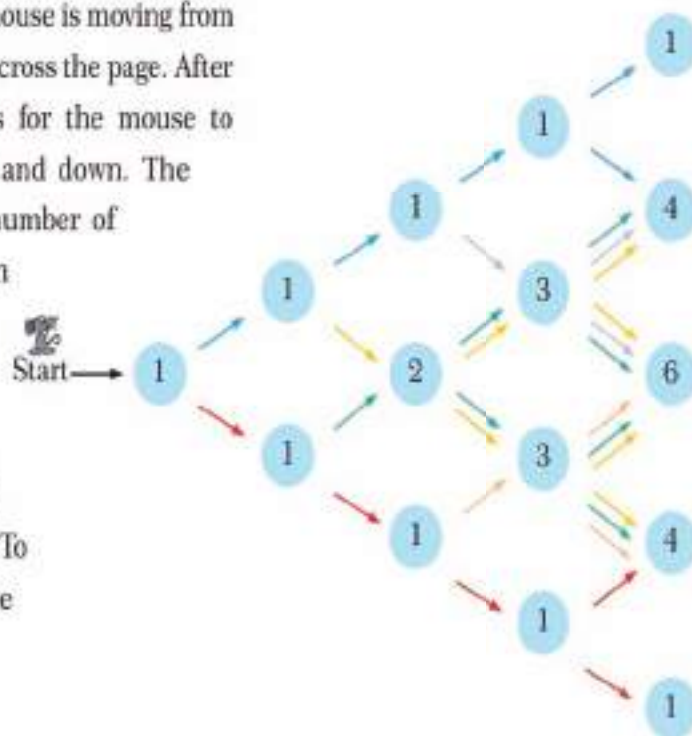 ouse is moving from
cross the page. After
s for the mouse to
and down. The
umber of
n
Start
To
e
1
1
1
1
2
1
1
3
3
1
1
4
6
4
1